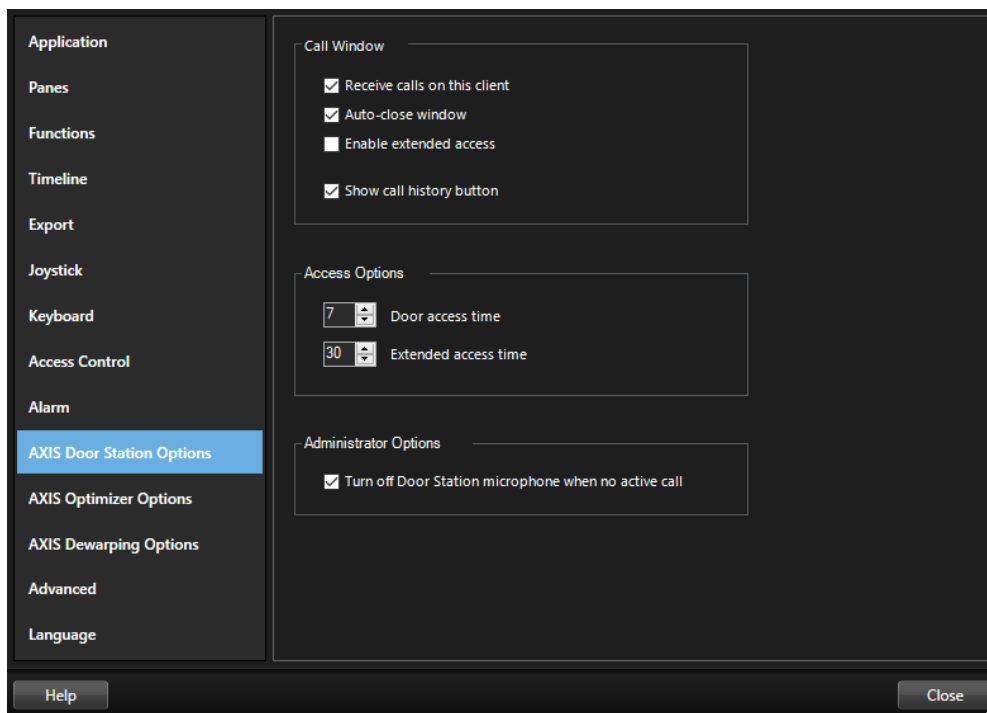 Application
Panes
Functions
Timeline
Export
Joystick
Keyboard
Access Control
Alarm
AXIS Door Station Options
AXIS Optimizer Options
AXIS Dewarping Options
Advanced
Language
Call Window
Receive calls on this client
Auto-close window
Enable extended access
Show call history button
Access Options
7 Door access time
30 Extended access time
Administrator Options
Turn off Door Station microphone when no active call
Help
Close